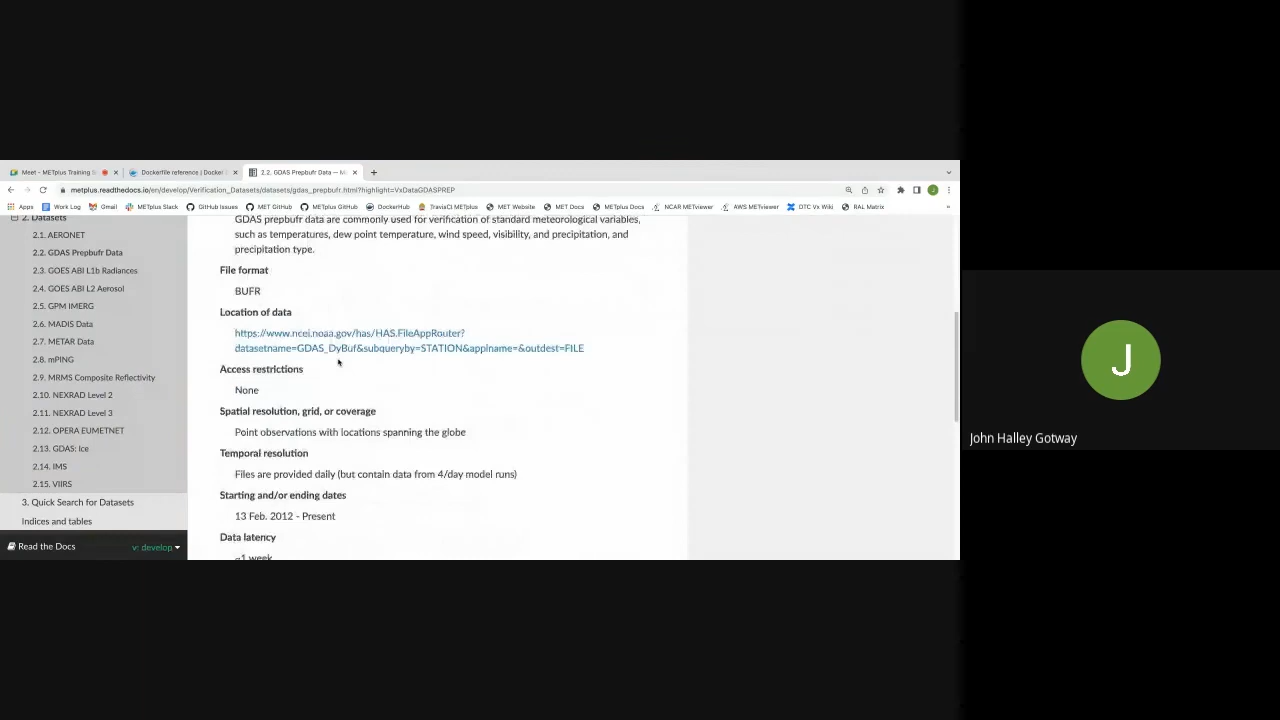 Meet - METplus Training S
Dockerfile reference | Docker
2.2. GDAS Prepbufr Data — M
metplus.readthedocs.io/en/develop/Verification_Datasets/datasets/gdas_prepbufr.html?highlight=VxDataGDASPREP
Apps
Work Log
Gmail
METplus Slack
GitHub Issues
MET GitHub
METplus GitHub
DockerHub
TravisCI METplus
MET Website
MET Docs
METplus Docs
NCAR METviewer
AWS METviewer
DTC Vx Wiki
RAL Matrix
»
2. Datasets
2.1. AERONET
2.2. GDAS Prepbufr Data
2.3. GOES ABI L1b Radiances
2.4. GOES ABI L2 Aerosol
2.5. GPM IMERG
2.6. MADIS Data
2.7. METAR Data
2.8. mPING
2.9. MRMS Composite Reflectivity
2.10. NEXRAD Level 2
2.11. NEXRAD Level 3
2.12. OPERA EUMETNET
2.13. GDAS: Ice
2.14. IMS
2.15. VIIRS
3. Quick Search for Datasets
Indices and tables
Read the Docs
v: develop
GDAS prepbufr data are commonly used for verification of standard meteorological variables,
such as temperatures, dew point temperature, wind speed, visibility, and precipitation, and
precipitation type.
File format
BUFR
Location of data
https://www.ncei.noaa.gov/has/HAS.FileAppRouter?
datasetname=GDAS_DyBuf&subqueryby=STATION&applname=&outdest=FILE
Access restrictions
None
Spatial resolution, grid, or coverage
Point observations with locations spanning the globe
Temporal resolution
Files are provided daily (but contain data from 4/day model runs)
Starting and/or ending dates
13 Feb. 2012 - Present
Data latency
~1 week
J
J
John Halley Gotway